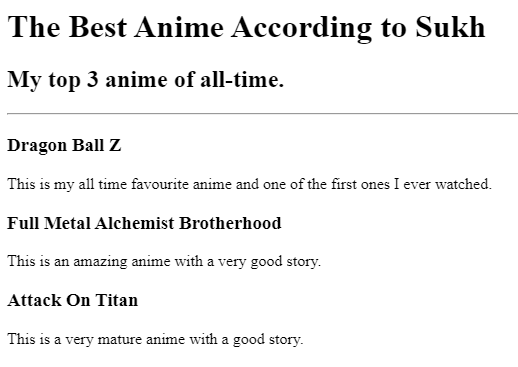 The Best Anime According to Sukh
My top 3 anime of all-time.
Dragon Ball Z
This is my all time favourite anime and one of the first ones I ever watched.
Full Metal Alchemist Brotherhood
This is an amazing anime with a very good story.
Attack On Titan
This is a very mature anime with a good story.